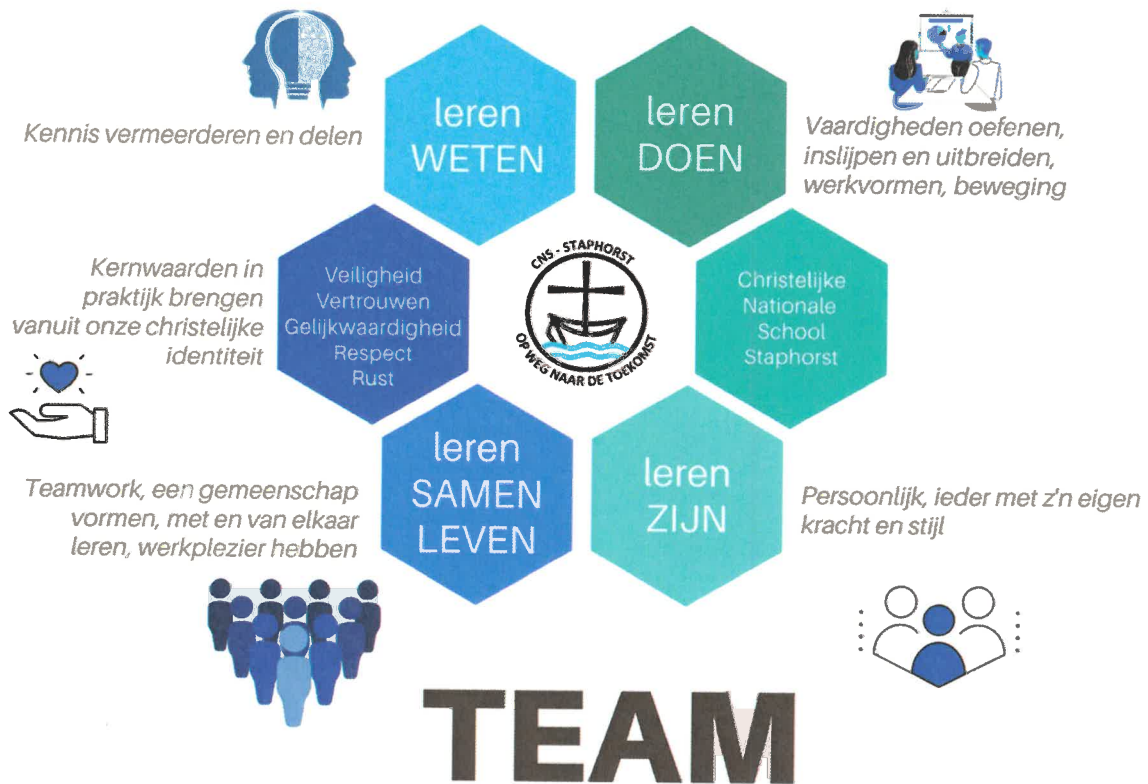 Kennis vermeerderen en delen
leren
WETEN
leren
DOEN
Vaardigheden oefenen,
inslijpen en uitbreiden,
werkvormen, beweging
Kernwaarden in
praktijk brengen
vanuit onze christelijke
identiteit
Veiligheid
Vertrouwen
Gelijkwaardigheid
Respect
Rust
CNS - STAPHORST
OP WEG NAAR DE TOEKOMST
Christelijke
Nationale
School
Staphorst
Teamwork, een gemeenschap
vormen, met en van elkaar
leren, werkplezier hebben
leren
SAMEN
LEVEN
leren
ZIJN
Persoonlijk, ieder met z'n eigen
kracht en stijl
TEAM